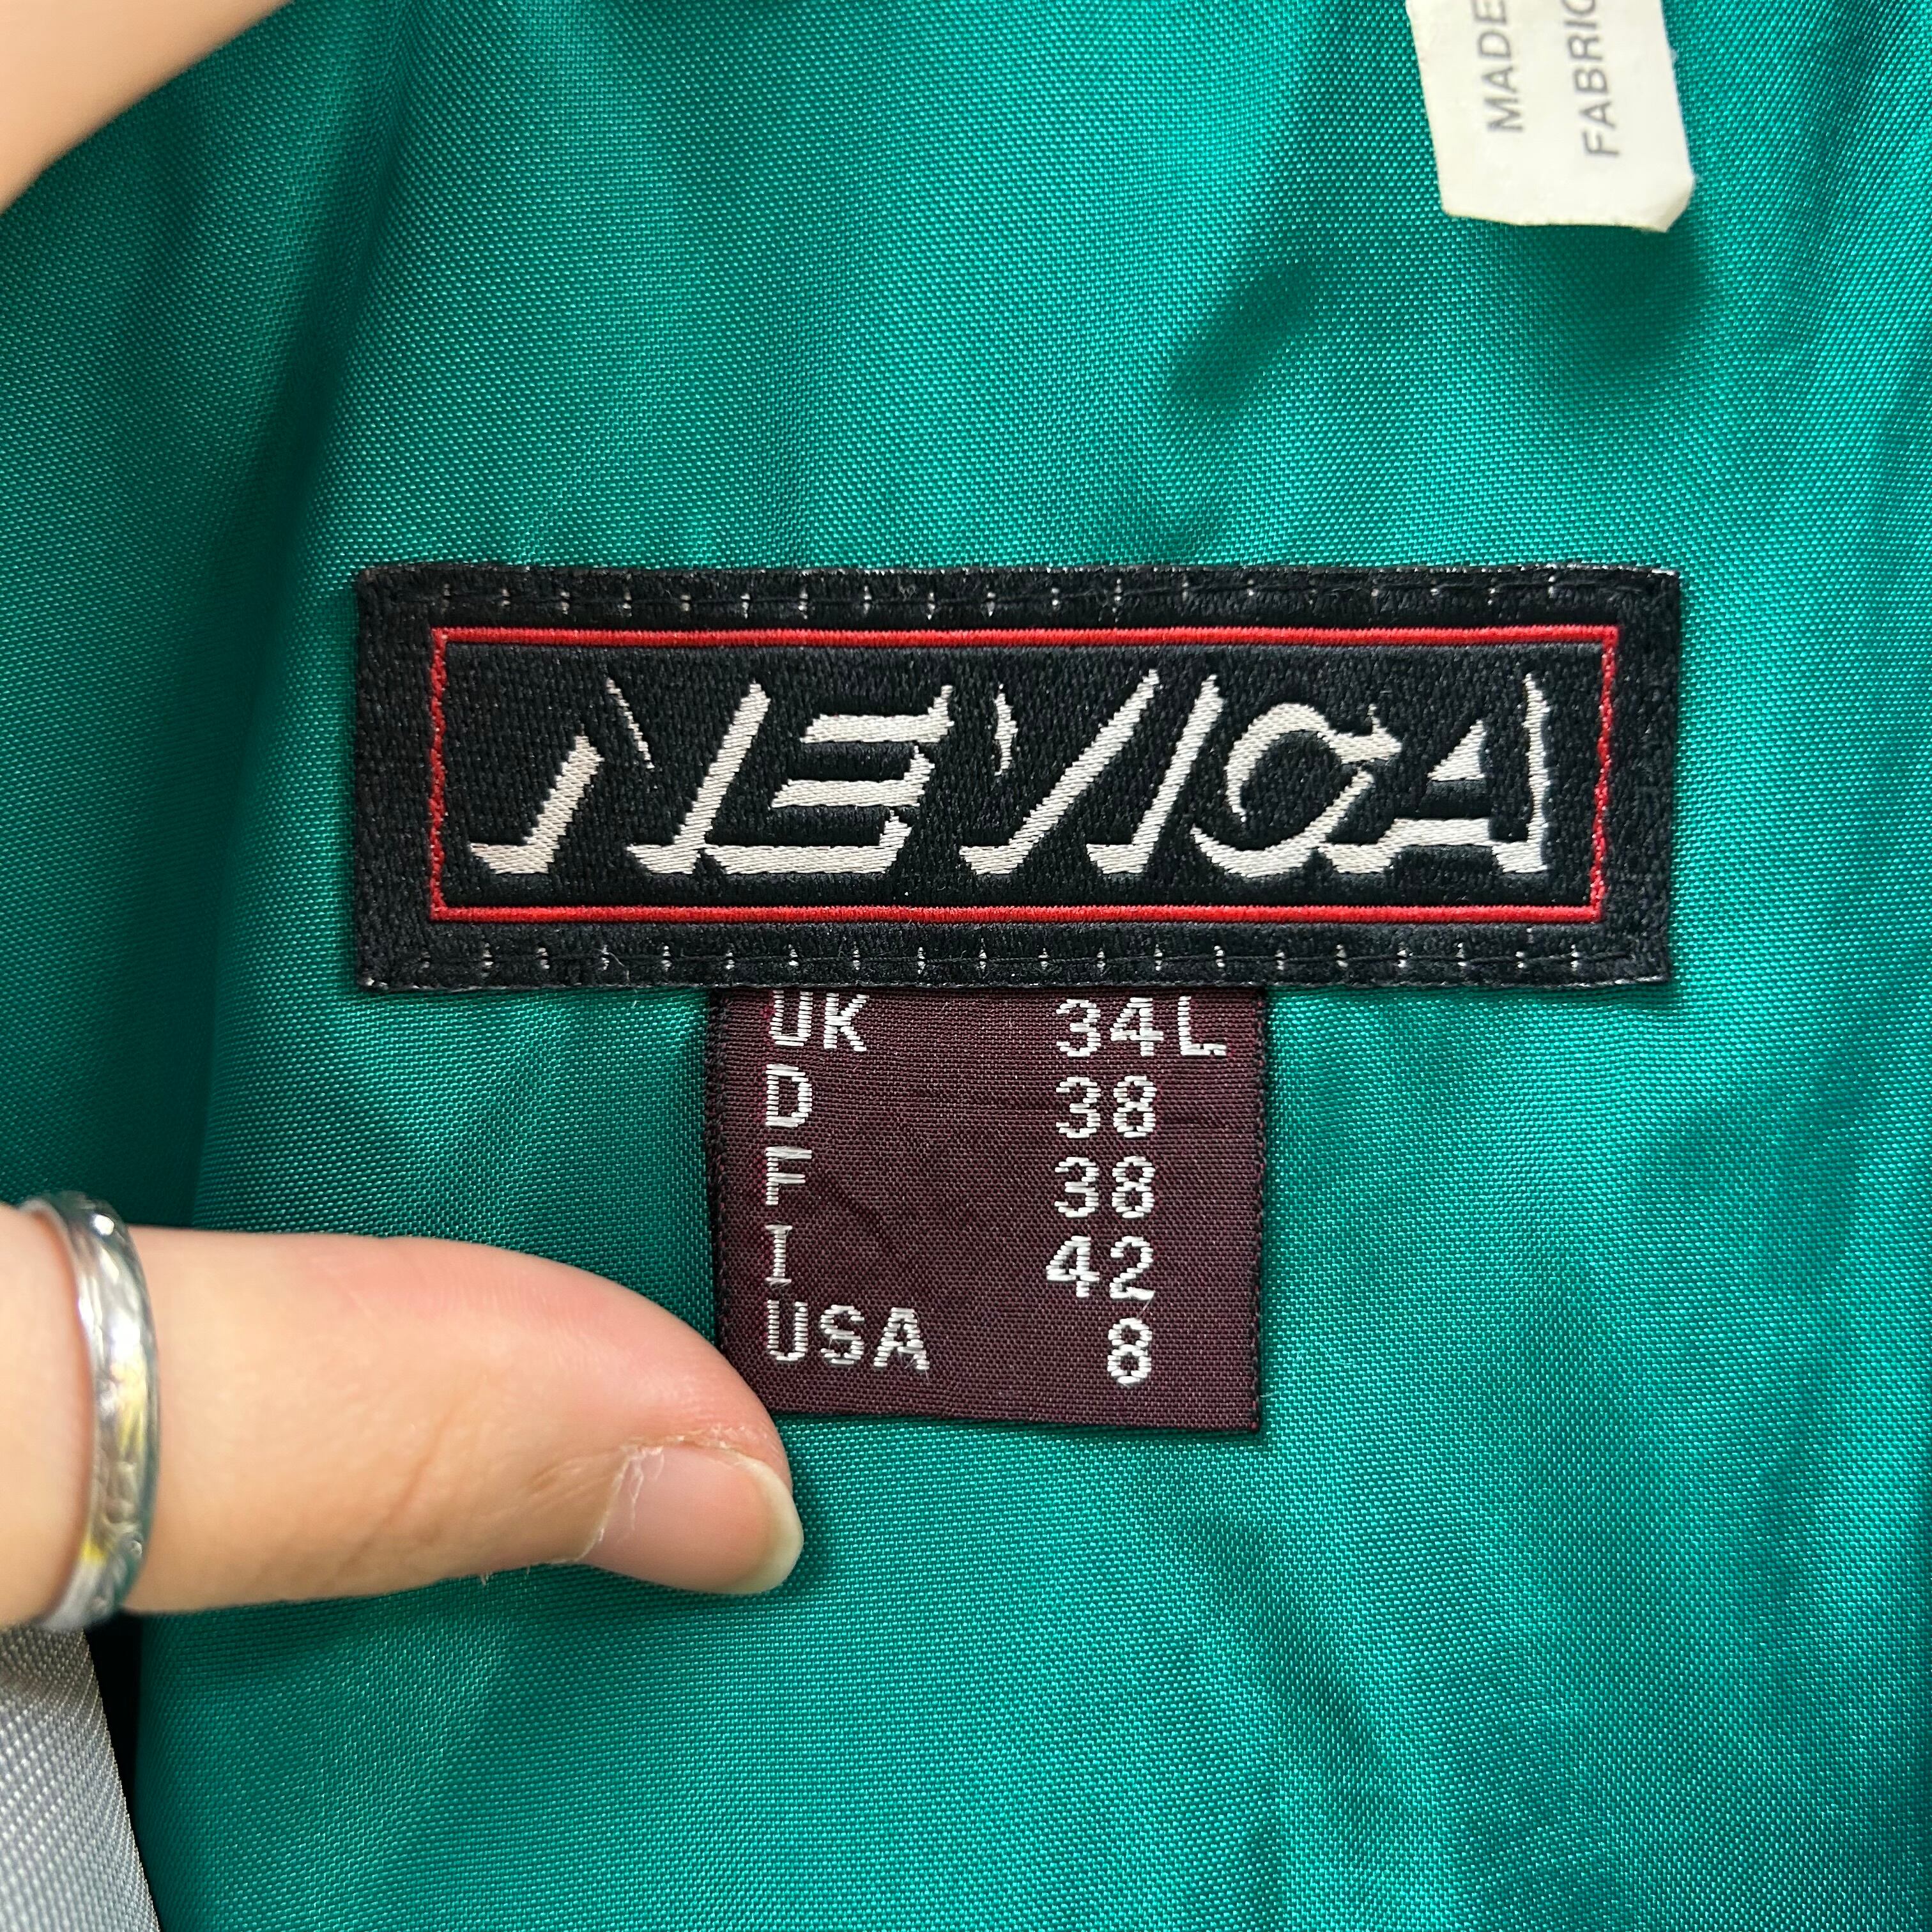 MADE
FABRIC
NEVICA
UK 34L
D 38
F 38
I 42
USA 8